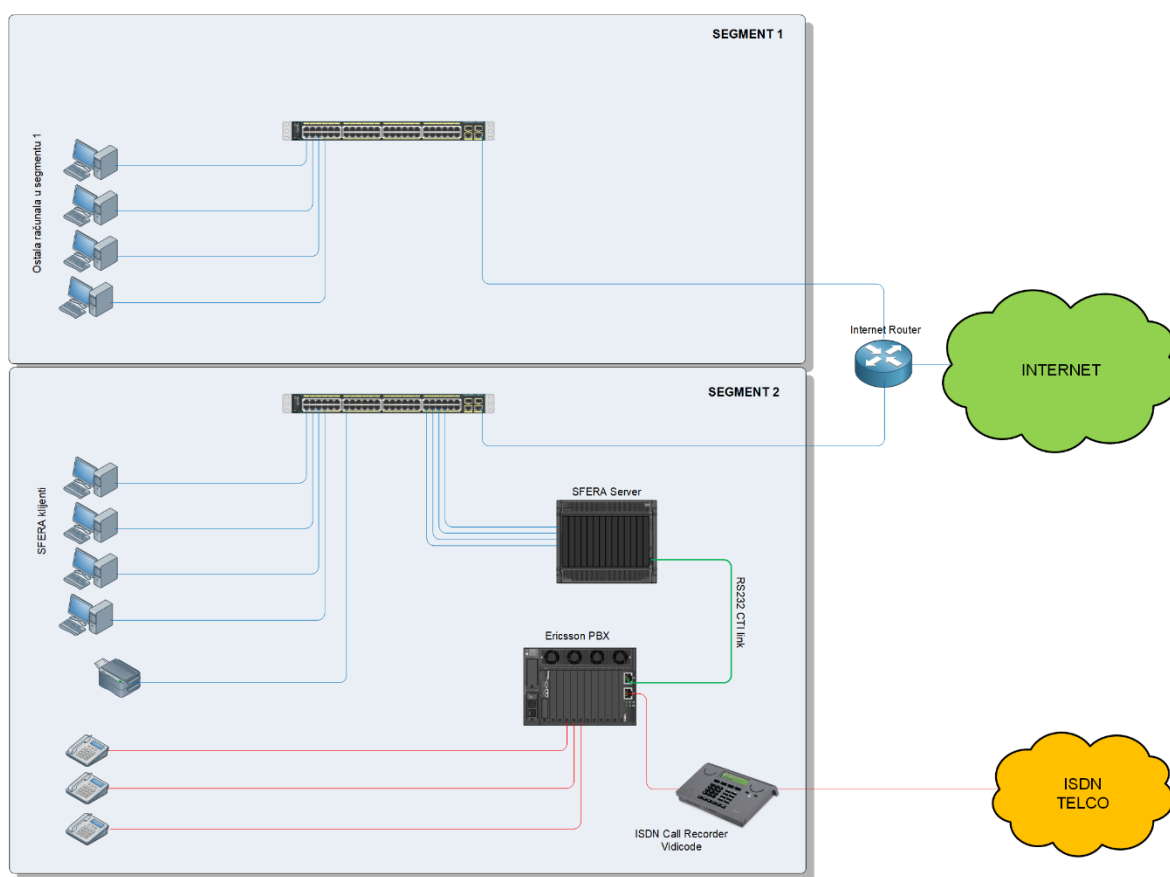 SEGMENT 1
Ostala računala u segmentu 1
Internet Router
INTERNET
SEGMENT 2
SFERA klijenti
SFERA Server
RS232 CTI link
Ericsson PBX
ISDN Call Recorder
Vidicode
ISDN
TELCO